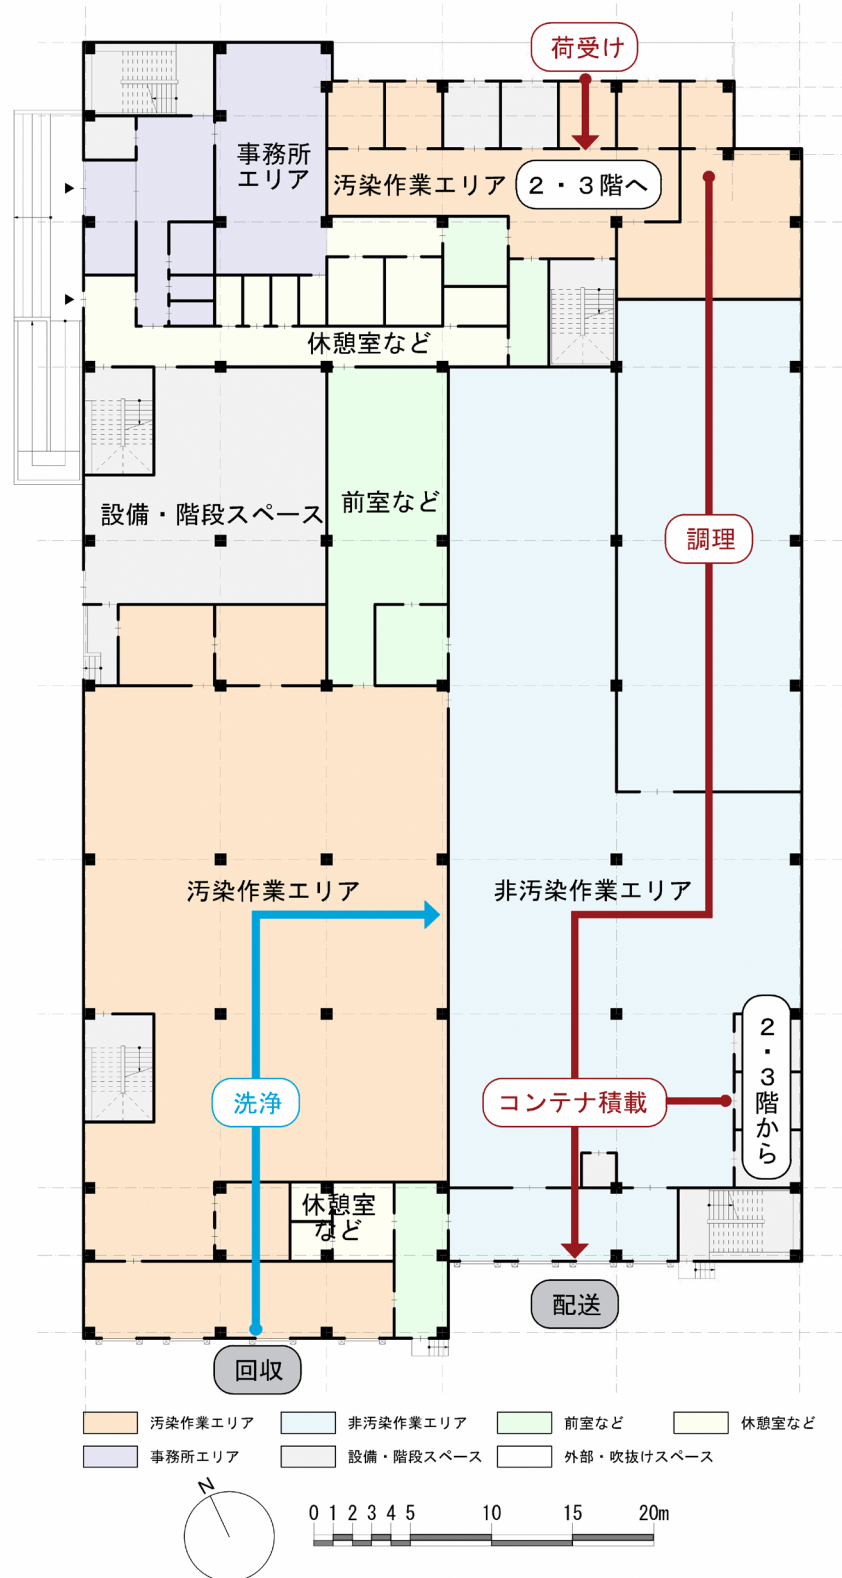 荷受け
事務所
エリア
汚染作業エリア
2・3階へ
休憩室など
設備・階段スペース
前室など
調理
汚染作業エリア
非汚染作業エリア
2・3階から
洗浄
コンテナ積載
休憩室
など
配送
回収
汚染作業エリア
非汚染作業エリア
前室など
休憩室など
事務所エリア
設備・階段スペース
外部・吹抜けスペース
N
0 1 2 3 4 5 10 15 20m